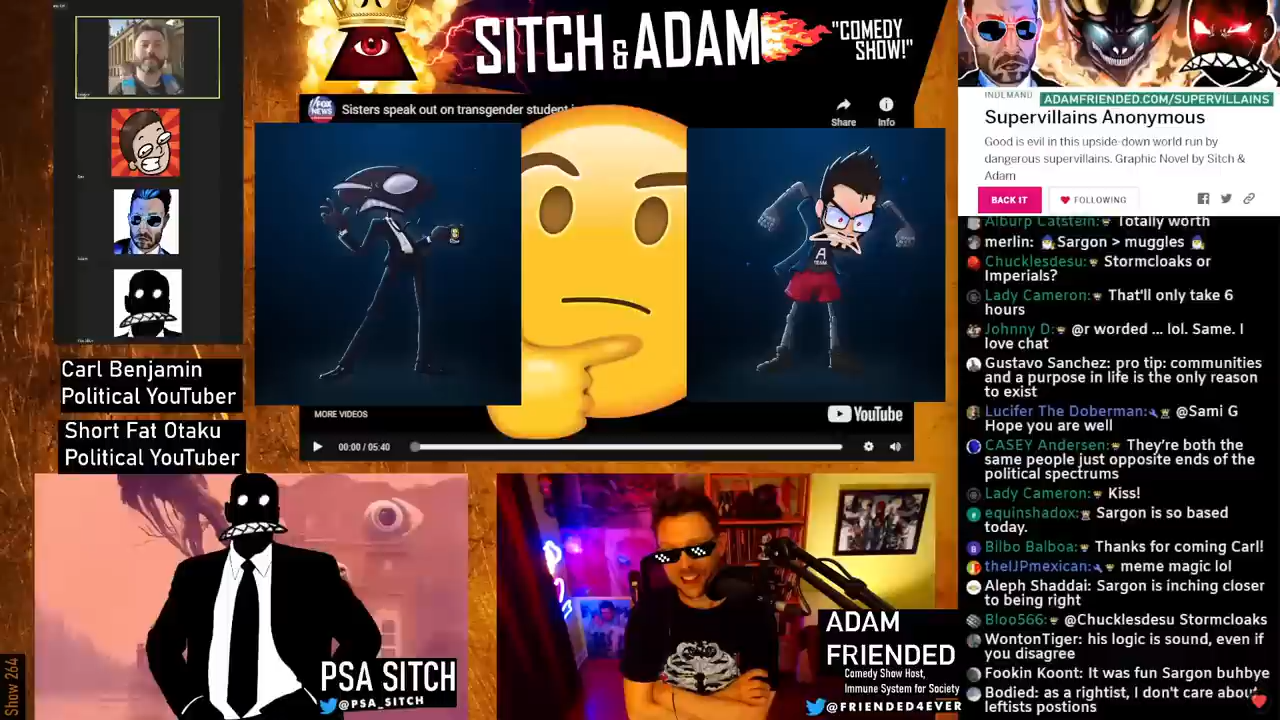 SITCH & ADAM
"COMEDY
SHOW!"
FOX
NEWS
Sisters speak out on transgender student
Share
Info
A
TEAM
MORE VIDEOS
YouTube
00:00 / 05:40
Carl Benjamin
Political YouTuber
Short Fat Otaku
Political YouTuber
PSA SITCH
@PSA_SITCH
Show 264
ADAM
FRIENDED
Comedy Show Host,
Immune System for Society
@FRIENDED4EVER
INDEMAND
ADAMFRIENDED.COM/SUPERVILLAINS
Supervillains Anonymous
Good is evil in this upside-down world run by
dangerous supervillains. Graphic Novel by Sitch &
Adam
BACK IT
FOLLOWING
Alburp Catstein: Totally worth
merlin: Sargon > muggles
Chucklesdesu: Stormcloaks or
Imperials?
Lady Cameron: That'll only take 6
hours
Johnny D: @r worded ... lol. Same. I
love chat
Gustavo Sanchez: pro tip: communities
and a purpose in life is the only reason
to exist
Lucifer The Doberman: @Sami G
Hope you are well
CASEY Andersen: They're both the
same people just opposite ends of the
political spectrums
Lady Cameron: Kiss!
equinshadox: Sargon is so based
today.
Bilbo Balboa: Thanks for coming Carl!
theIJPmexican: meme magic lol
Aleph Shaddai: Sargon is inching closer
to being right
Bloo566: @Chucklesdesu Stormcloaks
WontonTiger: his logic is sound, even if
you disagree
Fookin Koont: It was fun Sargon buhbye
Bodied: as a rightist, I don't care about
leftists postions